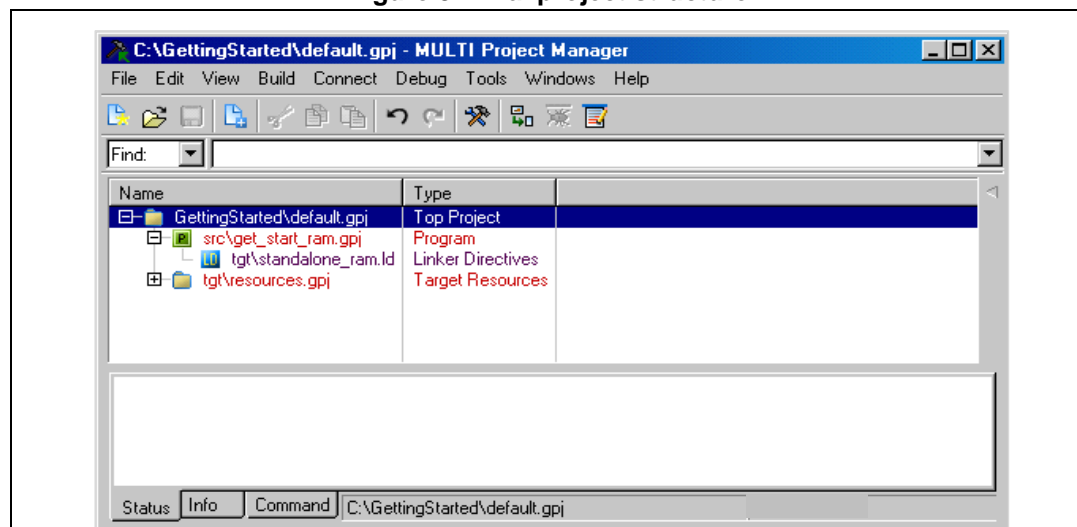 C:\GettingStarted\default.gpj - MULTI Project Manager
File Edit View Build Connect Debug Tools Windows Help
Find:
Name Type
GettingStarted\default.gpj Top Project
src\get_start_ram.gpj Program
tgt\standalone_ram.ld Linker Directives
tgt\resources.gpj Target Resources
Status Info Command C:\GettingStarted\default.gpj